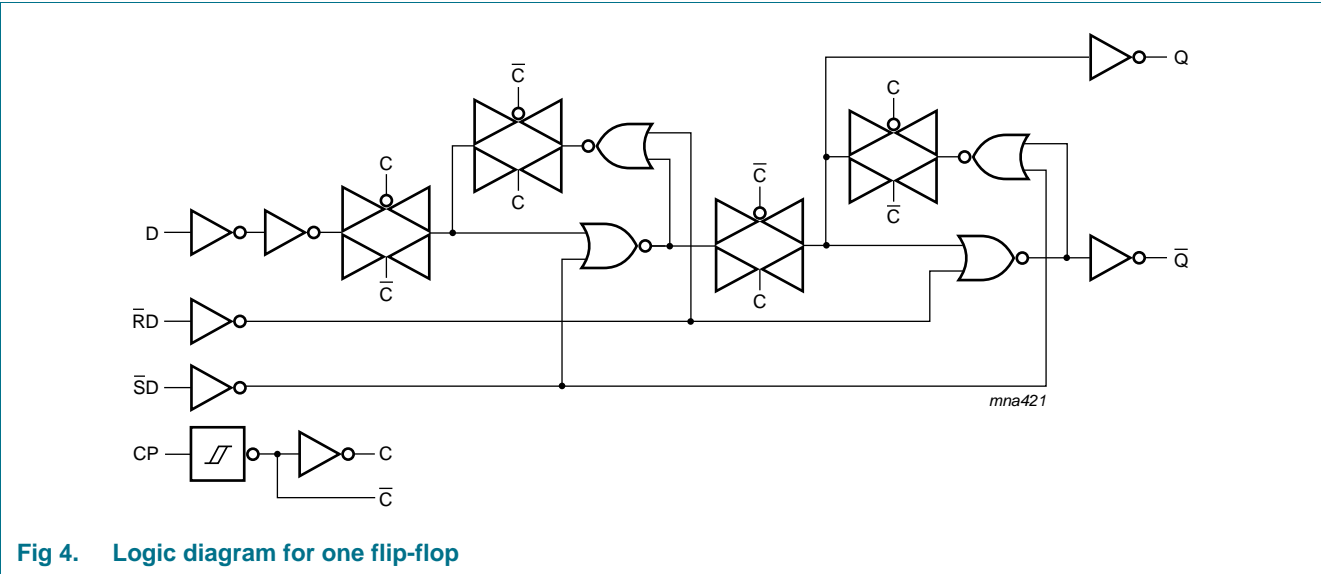 C̅
C
Q
C
C
C̅
D
C
C̅
C̅
C
Q̅
R̅D
S̅D
mna421
CP
C
C̅
Fig 4. Logic diagram for one flip-flop